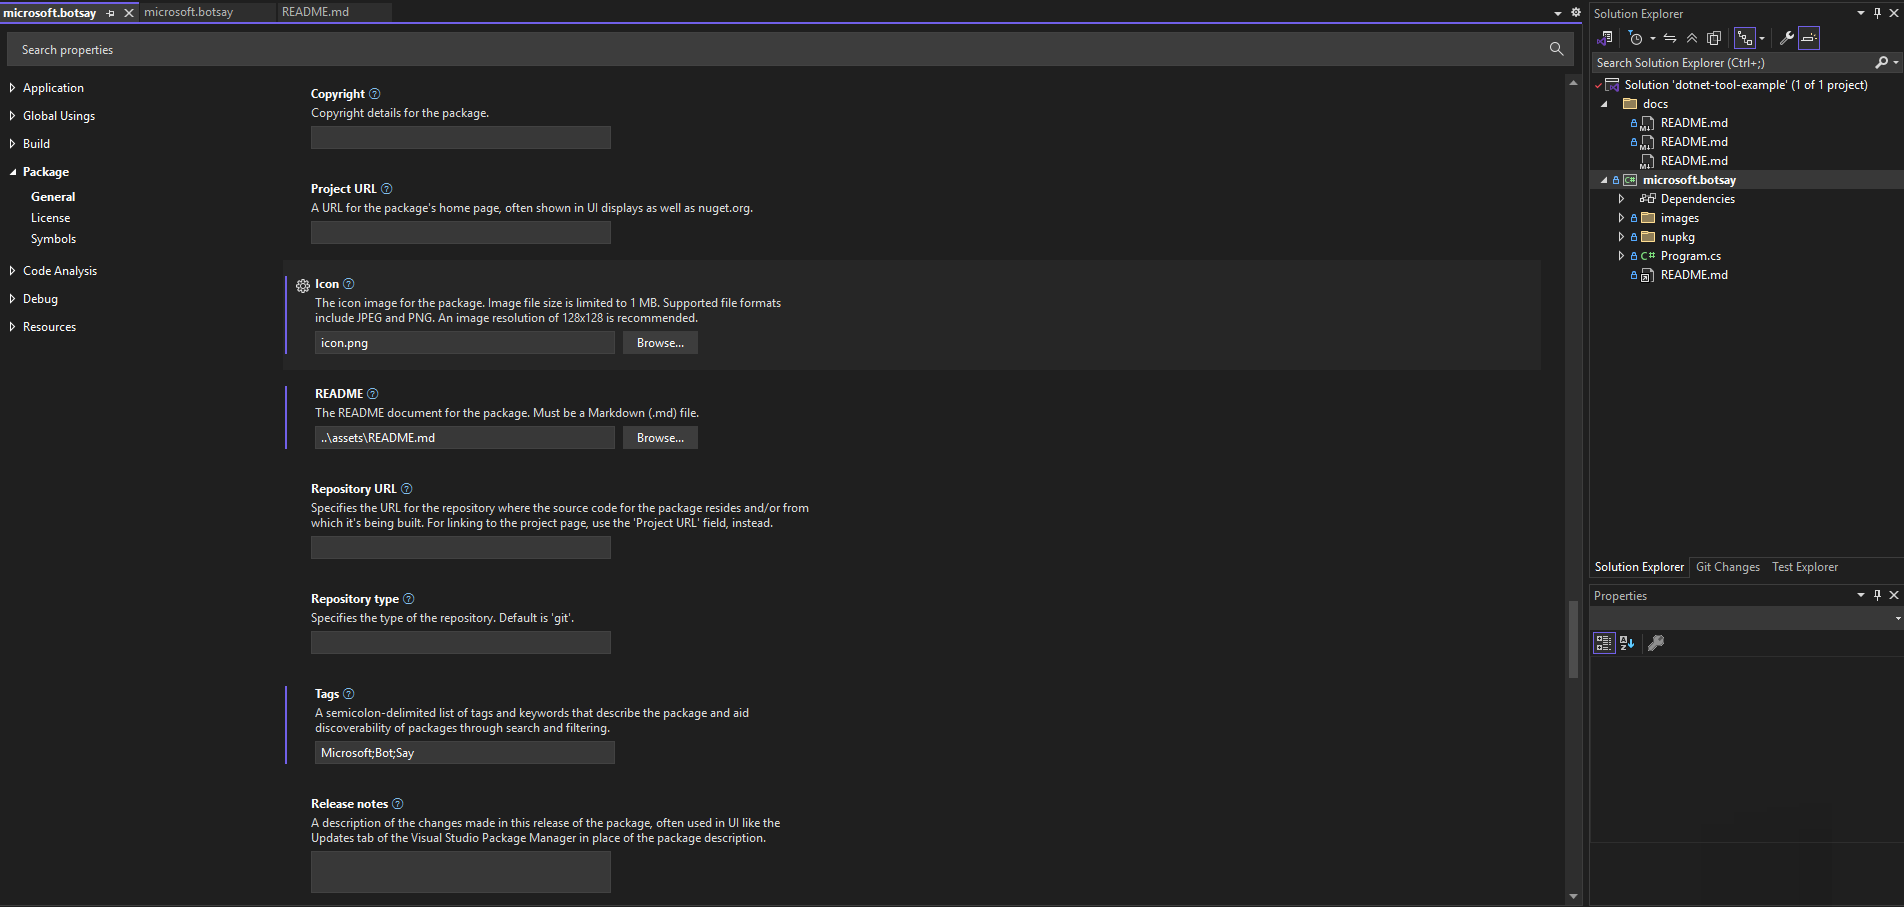 microsoft.botsay
microsoft.botsay
README.md
Search properties
Application
Global Usings
Build
Package
General
License
Symbols
Code Analysis
Debug
Resources
Copyright
Copyright details for the package.
Project URL
A URL for the package's home page, often shown in UI displays as well as nuget.org.
Icon
The icon image for the package. Image file size is limited to 1 MB. Supported file formats
include JPEG and PNG. An image resolution of 128x128 is recommended.
icon.png
Browse...
README
The README document for the package. Must be a Markdown (.md) file.
..\assets\README.md
Browse...
Repository URL
Specifies the URL for the repository where the source code for the package resides and/or from
which it's being built. For linking to the project page, use the 'Project URL' field, instead.
Repository type
Specifies the type of the repository. Default is 'git'.
Tags
A semicolon-delimited list of tags and keywords that describe the package and aid
discoverability of packages through search and filtering.
Microsoft;Bot;Say
Release notes
A description of the changes made in this release of the package, often used in UI like the
Updates tab of the Visual Studio Package Manager in place of the package description.
Solution Explorer
Search Solution Explorer (Ctrl+;)
Solution 'dotnet-tool-example' (1 of 1 project)
docs
README.md
README.md
README.md
C# microsoft.botsay
Dependencies
images
nupkg
C# Program.cs
README.md
Solution Explorer
Git Changes
Test Explorer
Properties